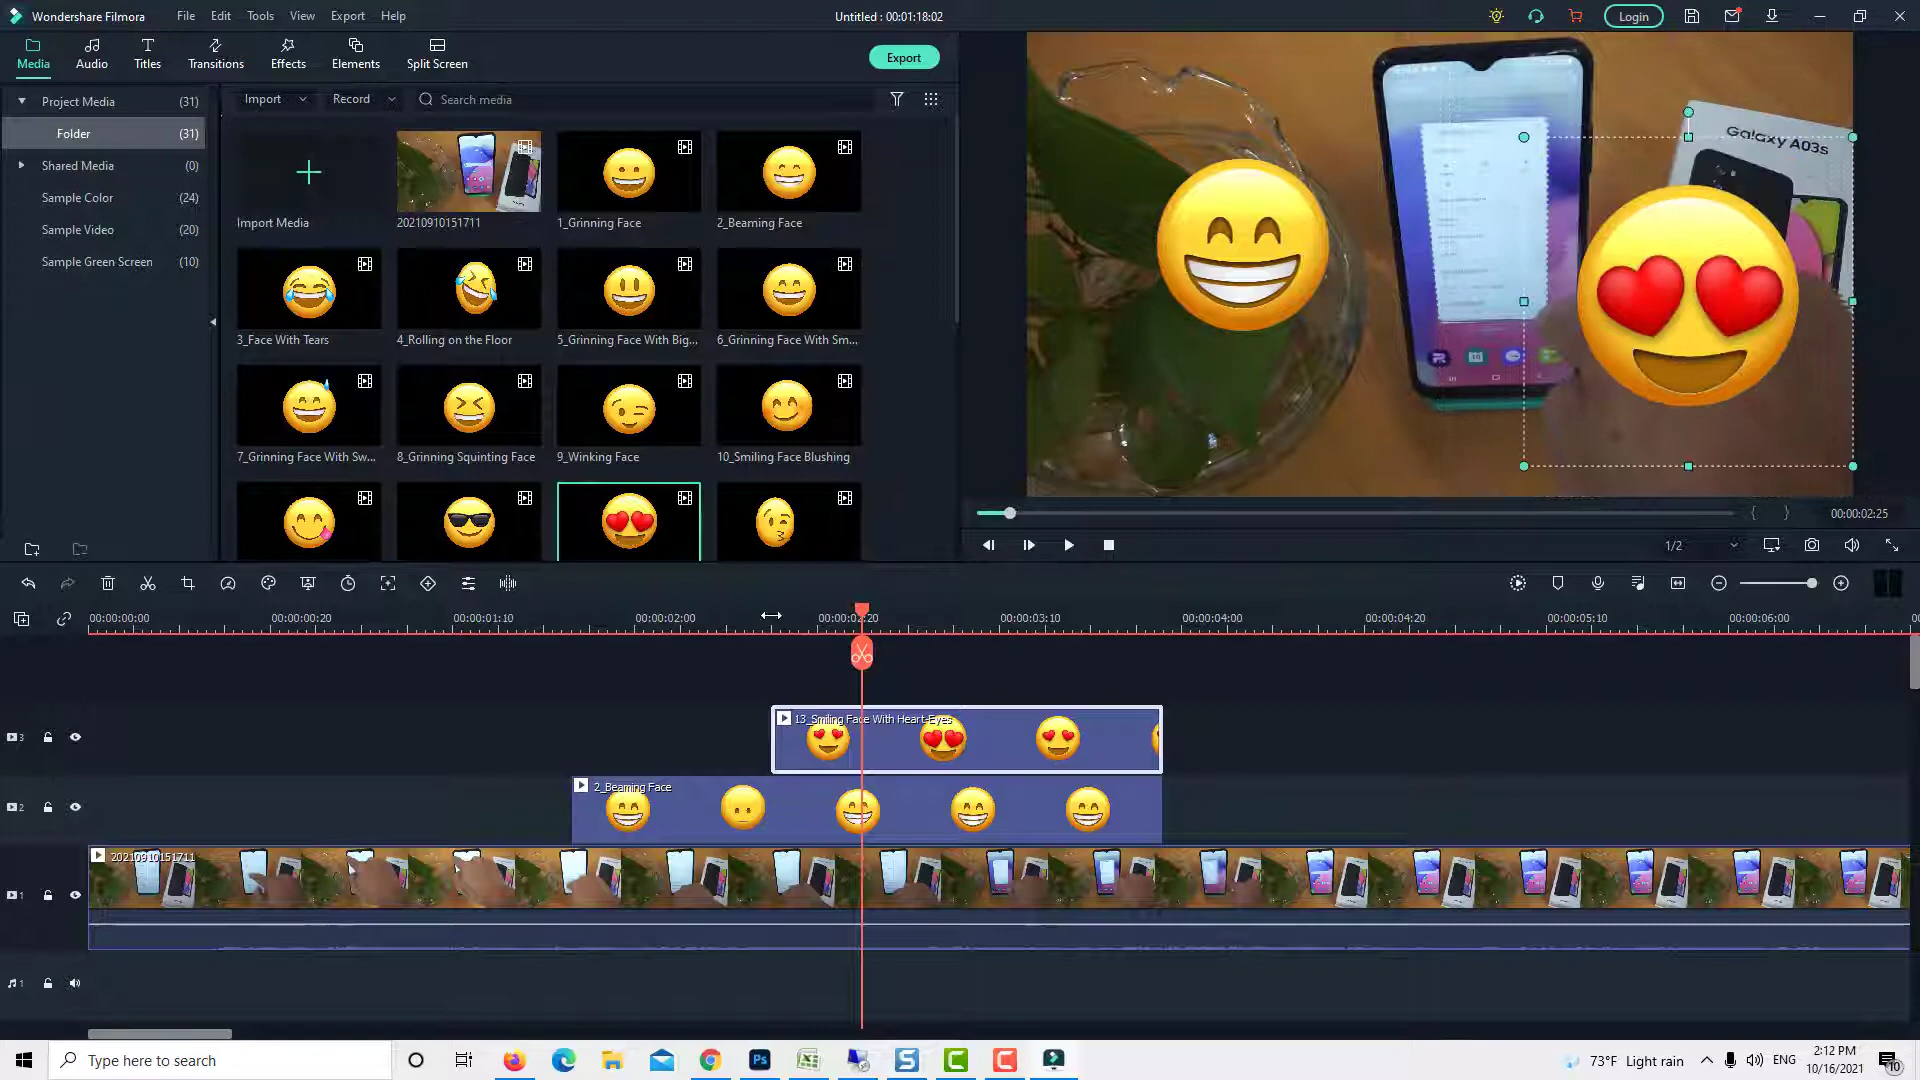 Wondershare Filmora
File
Edit
Tools
View
Export
Help
Untitled : 00:01:18:02
Login
Media
Audio
Titles
Transitions
Effects
Elements
Split Screen
Export
Project Media (31)
Folder (31)
Shared Media (0)
Sample Color (24)
Sample Video (20)
Sample Green Screen (10)
Import
Record
Search media
Import Media
20210910151711
1_Grinning Face
2_Beaming Face
3_Face With Tears
4_Rolling on the Floor
5_Grinning Face With Big...
6_Grinning Face With Sm...
7_Grinning Face With Sw...
8_Grinning Squinting Face
9_Winking Face
10_Smiling Face Blushing
Galaxy A03s
00:00:02:25
1/2
00:00:00:00
00:00:00:20
00:00:01:10
00:00:02:00
00:00:02:20
00:00:03:10
00:00:04:00
00:00:04:20
00:00:05:10
00:00:06:00
00
3
13_Smiling Face With Heart-Eyes
2
2_Beaming Face
1
20210910151711
1
Type here to search
Ps
S
C
C
73°F Light rain
ENG
2:12 PM
10/16/2021
10